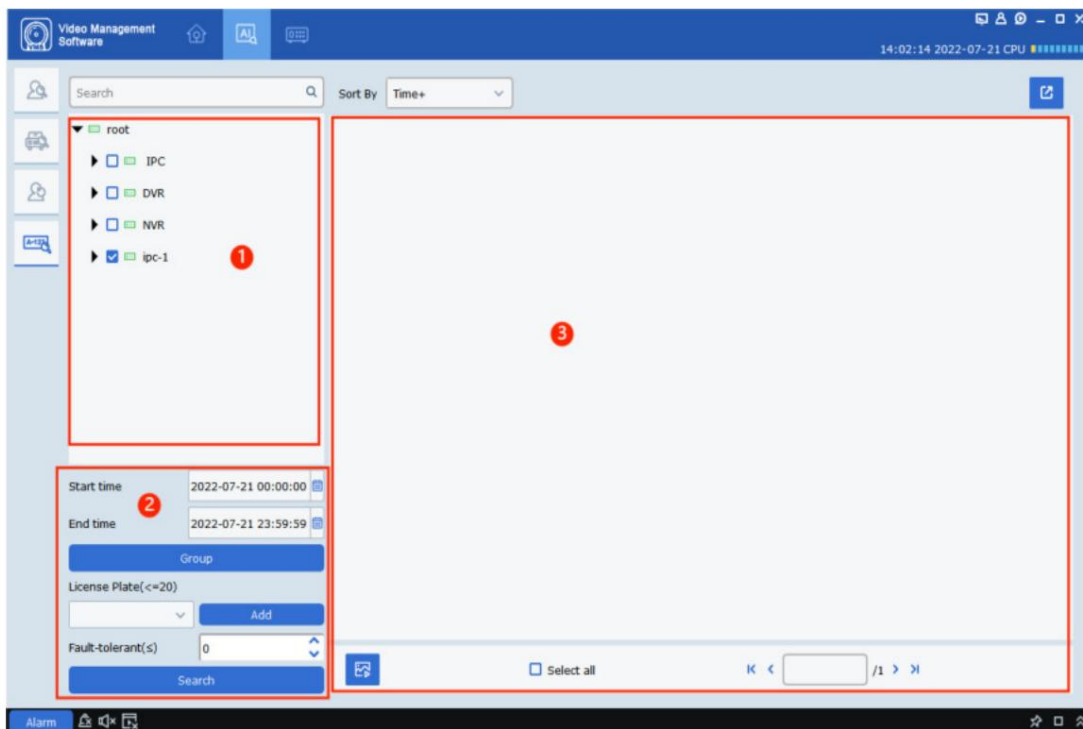 Video Management
Software
AI
14:02:14 2022-07-21 CPU
Search
Sort By Time+
root
IPC
DVR
NVR
ipc-1
1
3
Start time 2022-07-21 00:00:00
2
End time 2022-07-21 23:59:59
Group
License Plate(<=20)
Add
Fault-tolerant(≤) 0
Search
Select all
/1
Alarm